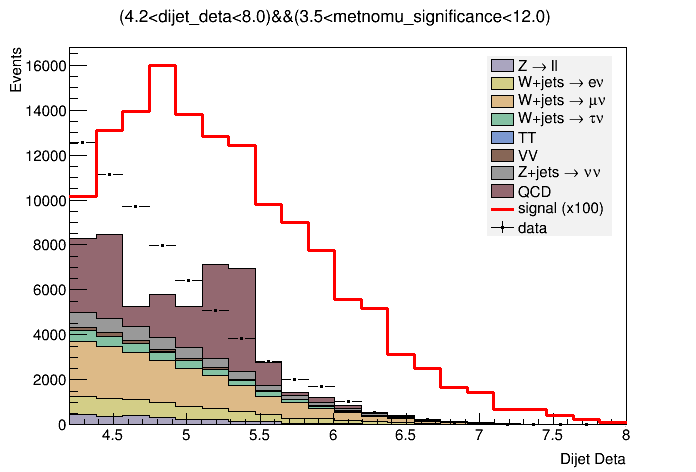 (4.2<dijet_deta<8.0)&&(3.5<metnomu_significance<12.0)
Events
16000
14000
12000
10000
8000
6000
4000
2000
0
Z → ll
W+jets → eν
W+jets → μν
W+jets → τν
TT
VV
Z+jets → νν
QCD
signal (x100)
data
4.5 5 5.5 6 6.5 7 7.5 8
Dijet Deta